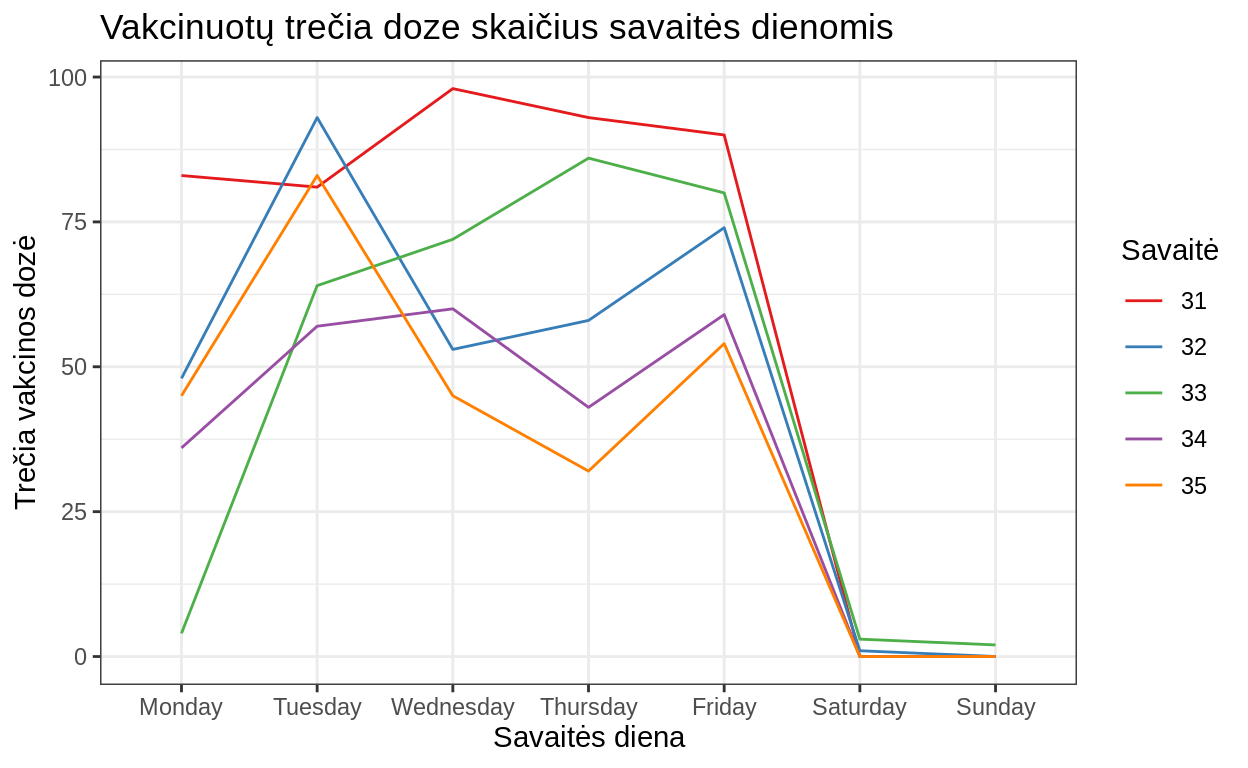 Vakcinuotų trečia doze skaičius savaitės dienomis
Trečia vakcinos dozė
100
75
50
25
0
Monday Tuesday Wednesday Thursday Friday Saturday Sunday
Savaitės diena
Savaitė
31
32
33
34
35